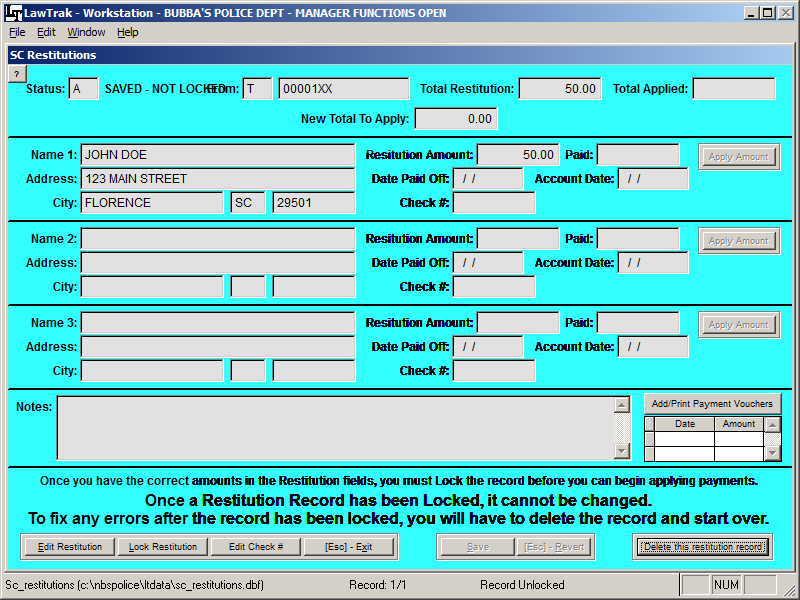 LawTrak - Workstation - BUBBA'S POLICE DEPT - MANAGER FUNCTIONS OPEN
File Edit Window Help
SC Restitutions
?
Status: A SAVED - NOT LOCKED From: T 00001XX Total Restitution: 50.00 Total Applied:
New Total To Apply: 0.00
Name 1: JOHN DOE Resitution Amount: 50.00 Paid: Apply Amount
Address: 123 MAIN STREET Date Paid Off: / / Account Date: / /
City: FLORENCE SC 29501 Check #:
Name 2: Resitution Amount: Paid: Apply Amount
Address: Date Paid Off: / / Account Date: / /
City: Check #:
Name 3: Resitution Amount: Paid: Apply Amount
Address: Date Paid Off: / / Account Date: / /
City: Check #:
Notes: Add/Print Payment Vouchers
Date Amount
Once you have the correct amounts in the Restitution fields, you must Lock the record before you can begin applying payments.
Once a Restitution Record has been Locked, it cannot be changed.
To fix any errors after the record has been locked, you will have to delete the record and start over.
Edit Restitution Lock Restitution Edit Check # [Esc] - Exit Save [Esc] - Revert Delete this restitution record
Sc_restitutions (c:\nbspolice\ltdata\sc_restitutions.dbf) Record: 1/1 Record Unlocked NUM